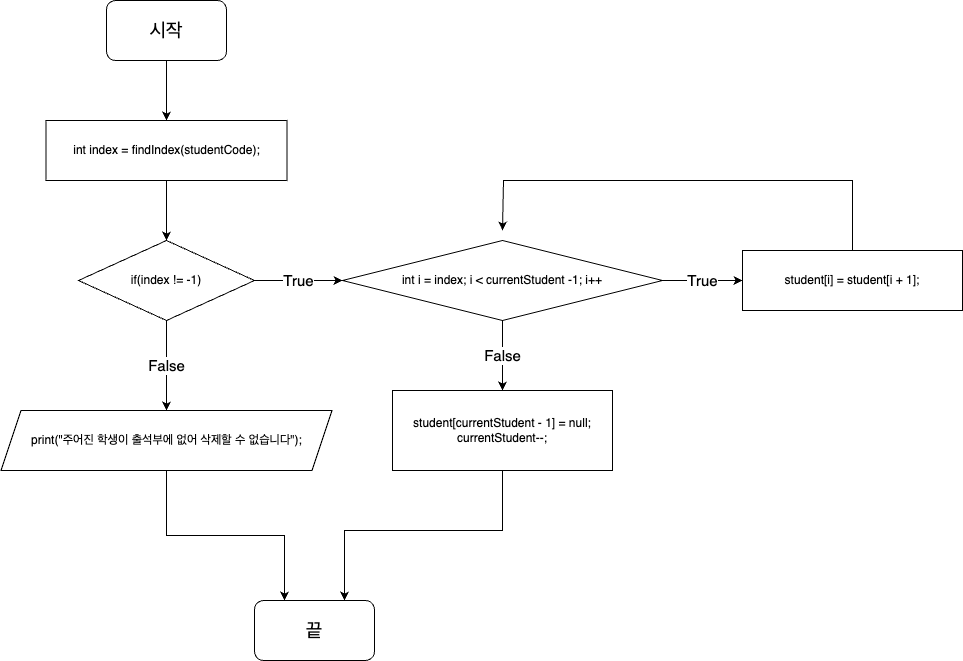 시작
int index = findIndex(studentCode);
if(index != -1)
True
int i = index; i < currentStudent -1; i++
True
student[i] = student[i + 1];
False
False
print("주어진 학생이 출석부에 없어 삭제할 수 없습니다");
student[currentStudent - 1] = null;
currentStudent--;
끝